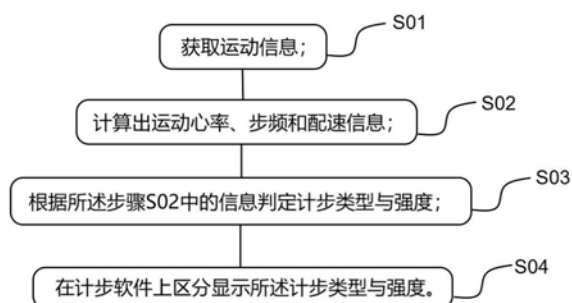 获取运动信息；
S01
计算出运动心率、步频和配速信息；
S02
根据所述步骤S02中的信息判定计步类型与强度；
S03
在计步软件上区分显示所述计步类型与强度。
S04